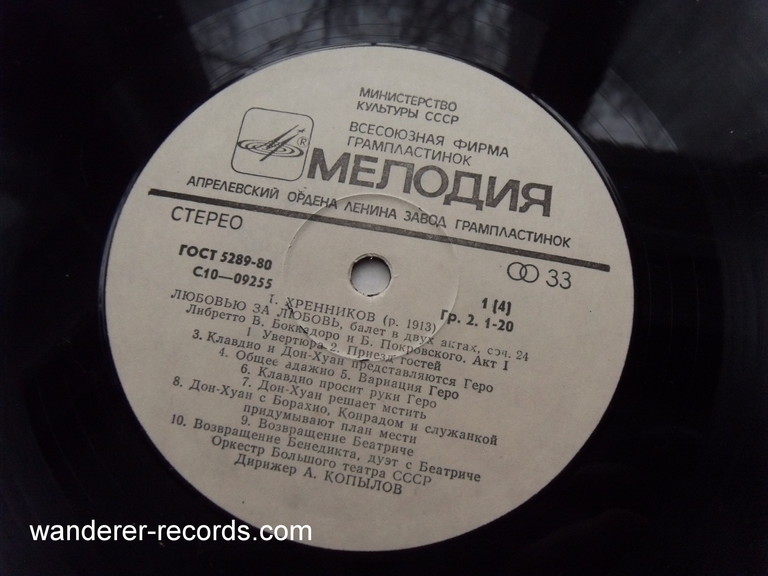 МИНИСТЕРСТВО
КУЛЬТУРЫ СССР
ВСЕСОЮЗНАЯ ФИРМА
ГРАМПЛАСТИНОК
®
МЕЛОДИЯ
АПРЕЛЕВСКИЙ ОРДЕНА ЛЕНИНА ЗАВОД ГРАМПЛАСТИНОК
СТЕРЕО
33
ГОСТ 5289-80
С10—09255
1 (4)
Гр. 2. 1-20
ХРЕННИКОВ (р. 1913)
ЛЮБОВЬЮ ЗА ЛЮБОВЬ, балет в двух актах, соч. 24
Либретто В. Боккадоро и Б. Покровского. Акт I
1 Увертюра 2. Приезд гостей
3. Клавдио и Дон-Хуан представляются Геро
4. Общее адажио 5. Вариация Геро
6. Клавдио просит руки Геро
7. Дон-Хуан решает мстить
8. Дон-Хуан с Борахио, Конрадом и служанкой
придумывают план мести
9. Возвращение Беатриче
10. Возвращение Бенедикта, дуэт с Беатриче
Оркестр Большого театра СССР
Дирижер А. КОПЫЛОВ
wanderer-records.com